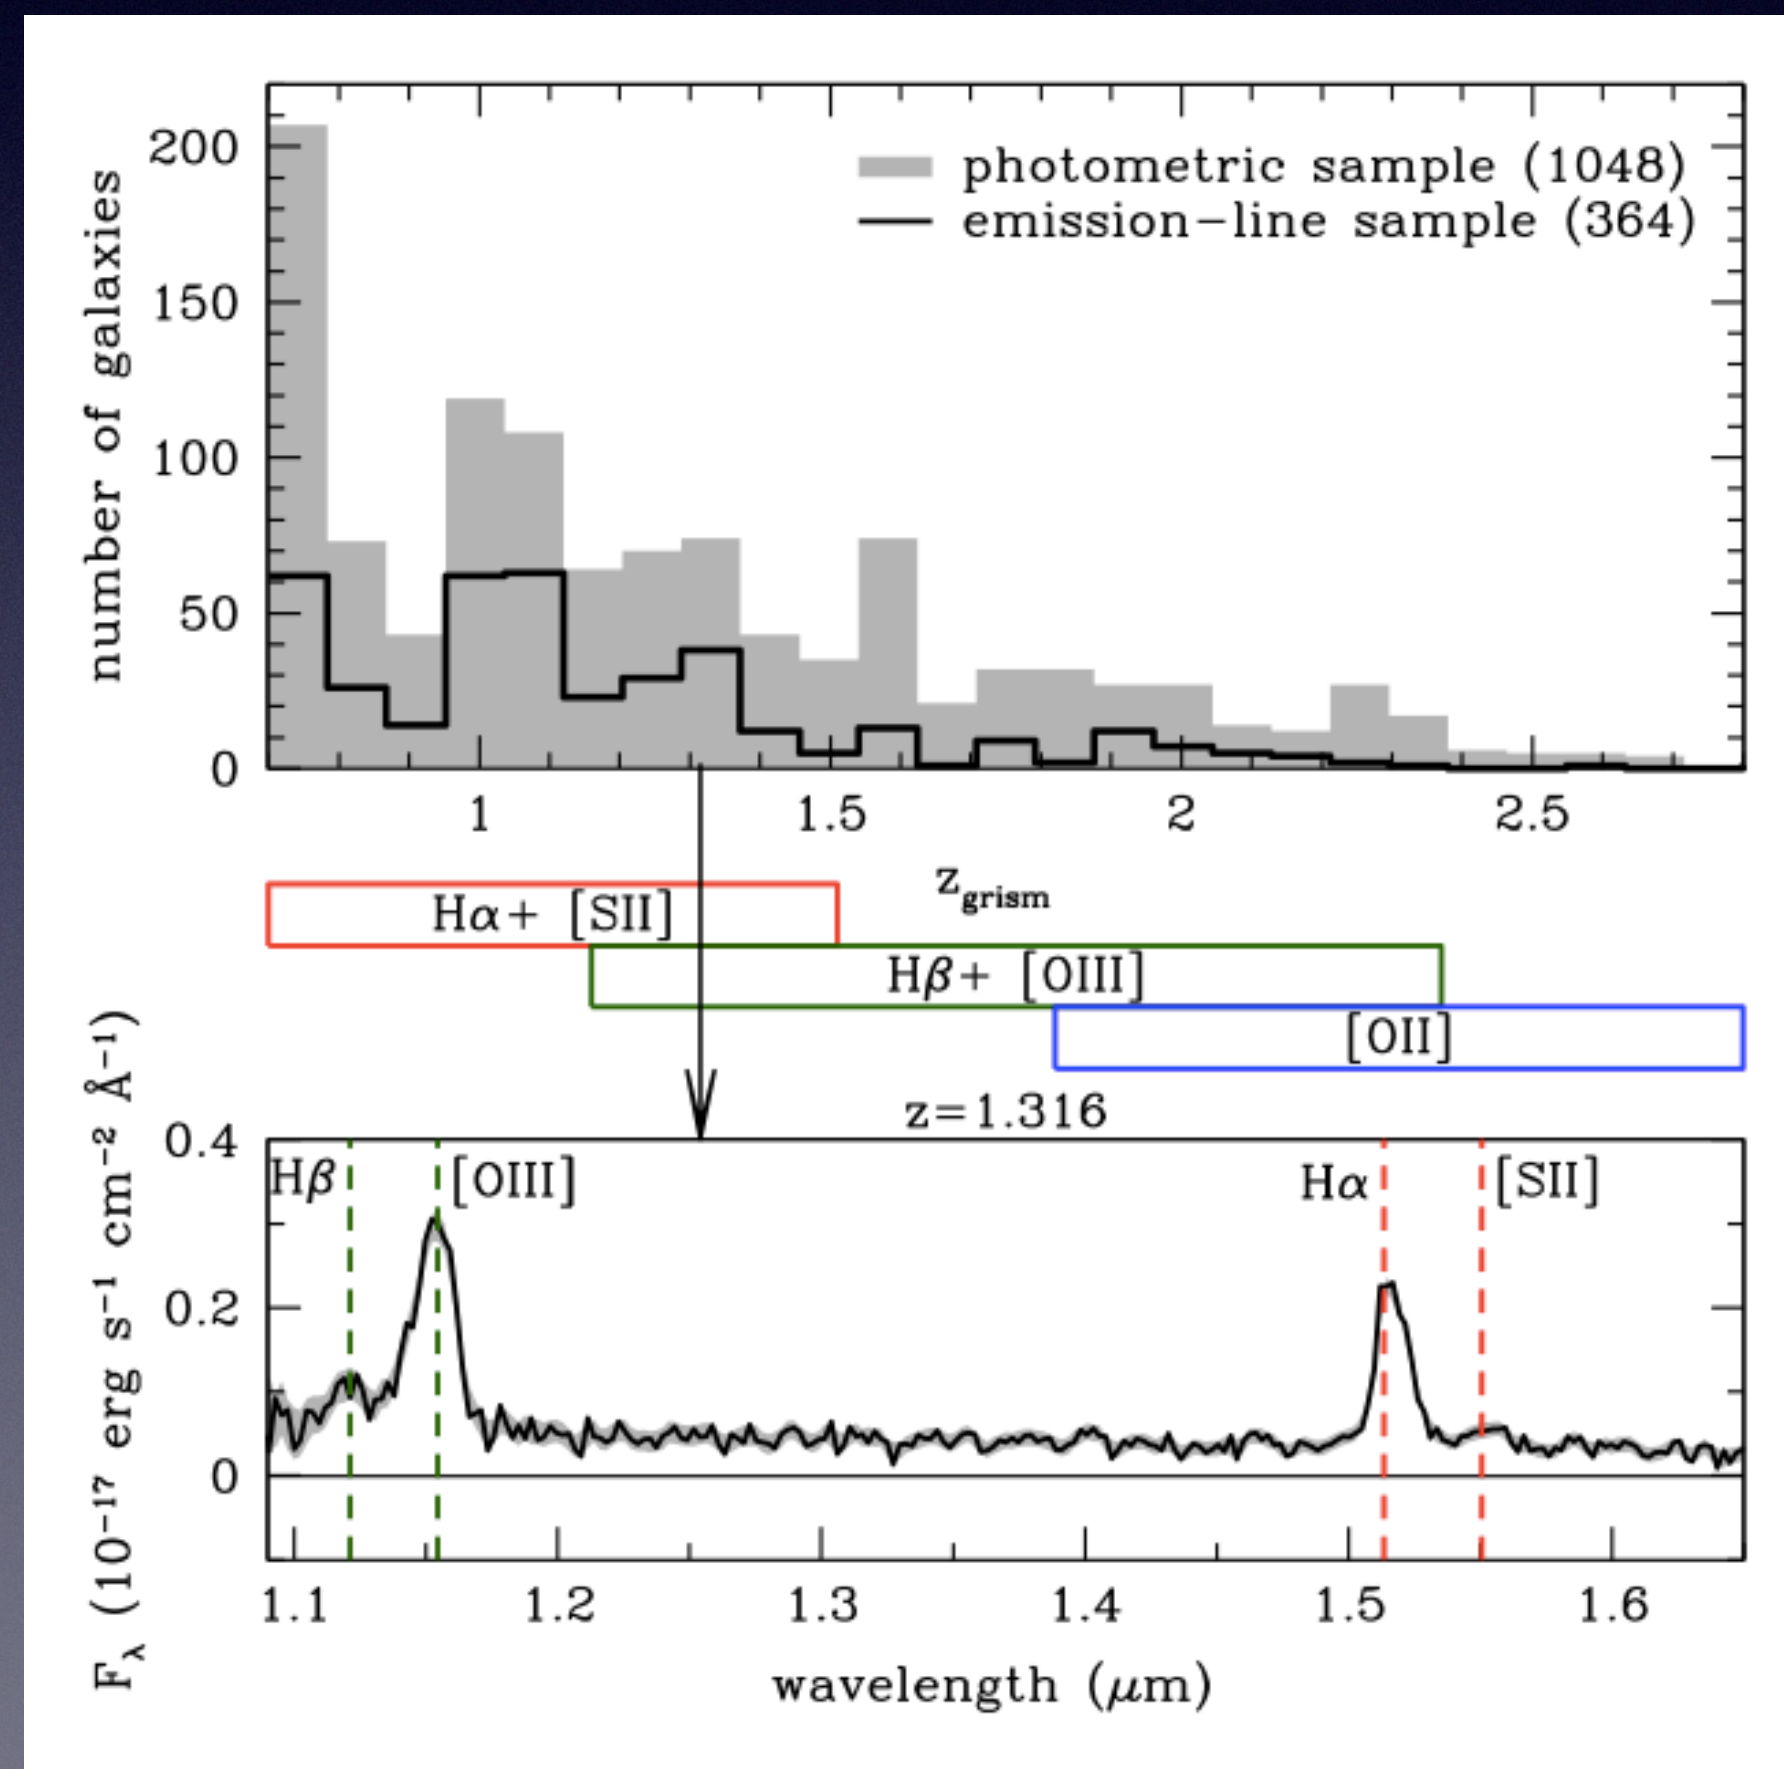 number of galaxies
200
150
100
50
0
photometric sample (1048)
emission-line sample (364)
1 1.5 2 2.5
z_grism
Hα+ [SII]
Hβ+ [OIII]
[OII]
z=1.316
F_λ (10⁻¹⁷ erg s⁻¹ cm⁻² Å⁻¹)
0.4
0.2
0
Hβ [OIII] Hα [SII]
1.1 1.2 1.3 1.4 1.5 1.6
wavelength (μm)